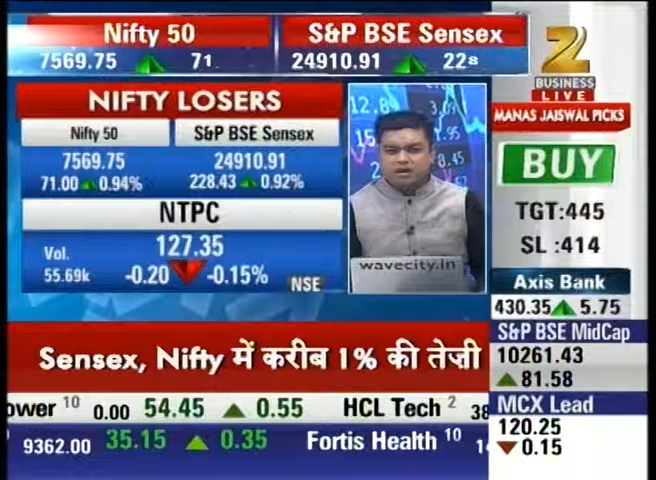 Nifty 50
7569.75 71
S&P BSE Sensex
24910.91 228
Z
BUSINESS
LIVE
NIFTY LOSERS
Nifty 50
7569.75
71.00 0.94%
S&P BSE Sensex
24910.91
228.43 0.92%
NTPC
Vol.
55.69k
127.35
-0.20 -0.15%
NSE
wavecity.in
MANAS JAISWAL PICKS
BUY
TGT:445
SL :414
Axis Bank
430.35 5.75
S&P BSE MidCap
10261.43
81.58
MCX Lead
120.25
0.15
Sensex, Nifty में करीब 1% की तेज़ी
ower 10 0.00 54.45 0.55 HCL Tech 2 38
9362.00 35.15 0.35 Fortis Health 10 1